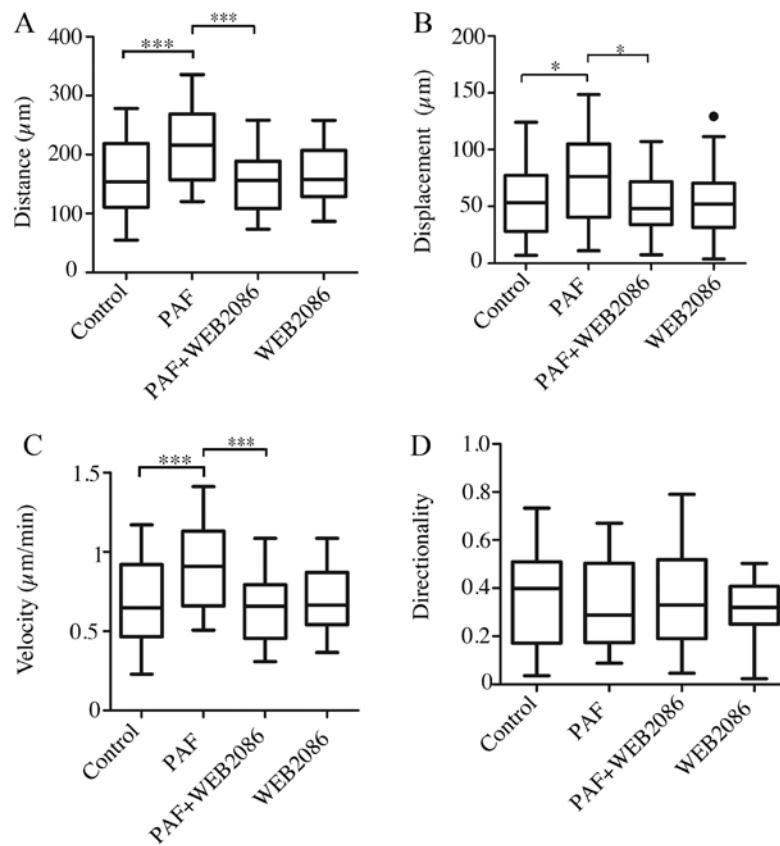 A
***
***
400
300
200
100
0
Distance (µm)
Control
PAF
PAF+WEB2086
WEB2086
B
*
*
200
150
100
50
0
Displacement (µm)
Control
PAF
PAF+WEB2086
WEB2086
C
***
***
1.5
1
0.5
0
Velocity (µm/min)
Control
PAF
PAF+WEB2086
WEB2086
D
1.0
0.8
0.6
0.4
0.2
0
Directionality
Control
PAF
PAF+WEB2086
WEB2086